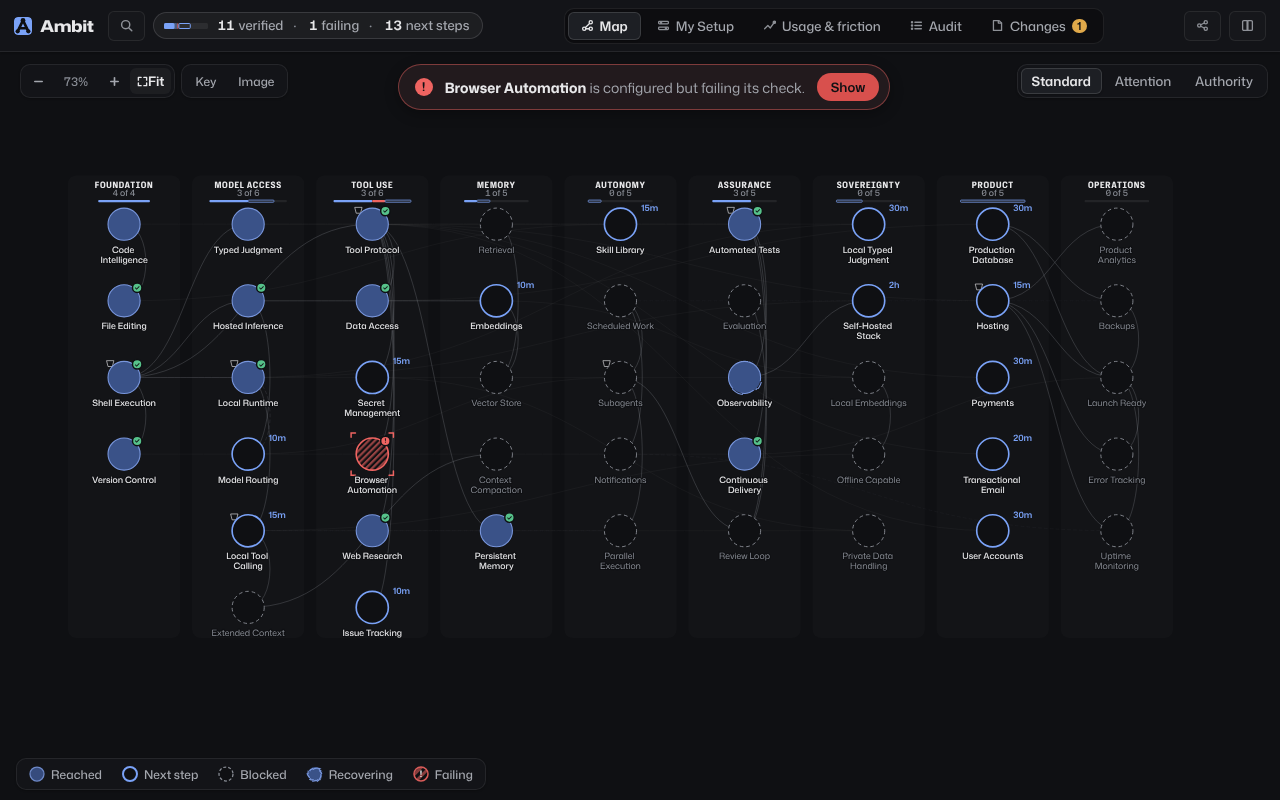 Ambit
11 verified · 1 failing · 13 next steps
Map
My Setup
Usage & friction
Audit
Changes 1
− 73% + Fit
Key
Image
! Browser Automation is configured but failing its check. Show
Standard
Attention
Authority
FOUNDATION
4 of 4
Code
Intelligence
File Editing
Shell Execution
Version Control
MODEL ACCESS
3 of 6
Typed Judgment
Hosted Inference
Local Runtime
10m
Model Routing
15m
Local Tool
Calling
Extended Context
TOOL USE
3 of 6
Tool Protocol
Data Access
15m
Secret
Management
Browser
Automation
Web Research
10m
Issue Tracking
MEMORY
1 of 5
Retrieval
10m
Embeddings
Vector Store
Context
Compaction
Persistent
Memory
AUTONOMY
0 of 5
15m
Skill Library
Scheduled Work
Subagents
Notifications
Parallel
Execution
ASSURANCE
3 of 5
Automated Tests
Evaluation
Observability
Continuous
Delivery
Review Loop
SOVEREIGNTY
0 of 5
30m
Local Typed
Judgment
2h
Self-Hosted
Stack
Local Embeddings
Offline Capable
Private Data
Handling
PRODUCT
0 of 5
30m
Production
Database
15m
Hosting
30m
Payments
20m
Transactional
Email
30m
User Accounts
OPERATIONS
0 of 5
Product
Analytics
Backups
Launch Ready
Error Tracking
Uptime
Monitoring
Reached
Next step
Blocked
Recovering
Failing